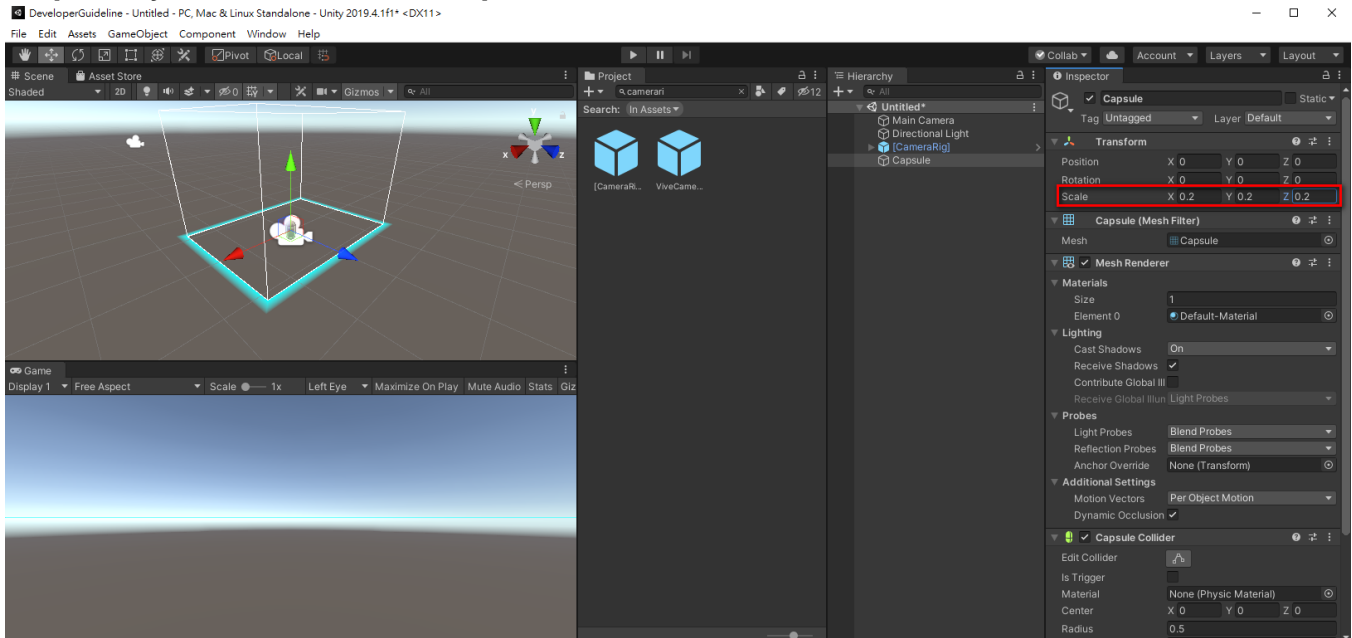 DeveloperGuideline - Untitled - PC, Mac & Linux Standalone - Unity 2019.4.1f1* <DX11>
File Edit Assets GameObject Component Window Help
Pivot Local Collab Account Layers Layout
Scene Asset Store
Shaded 2D 0 Gizmos All
y
x
z
Persp
Game
Display 1 Free Aspect Scale 1x Left Eye Maximize On Play Mute Audio Stats Giz
Project
camerari 12
Search: In Assets
[CameraRi... ViveCame...
Hierarchy
All
Untitled*
Main Camera
Directional Light
[CameraRig]
Capsule
Inspector
Capsule Static
Tag Untagged Layer Default
Transform
Position X 0 Y 0 Z 0
Rotation X 0 Y 0 Z 0
Scale X 0.2 Y 0.2 Z 0.2
Capsule (Mesh Filter)
Mesh Capsule
Mesh Renderer
Materials
Size 1
Element 0 Default-Material
Lighting
Cast Shadows On
Receive Shadows
Contribute Global Ill
Receive Global Illun Light Probes
Probes
Light Probes Blend Probes
Reflection Probes Blend Probes
Anchor Override None (Transform)
Additional Settings
Motion Vectors Per Object Motion
Dynamic Occlusion
Capsule Collider
Edit Collider
Is Trigger
Material None (Physic Material)
Center X 0 Y 0 Z 0
Radius 0.5